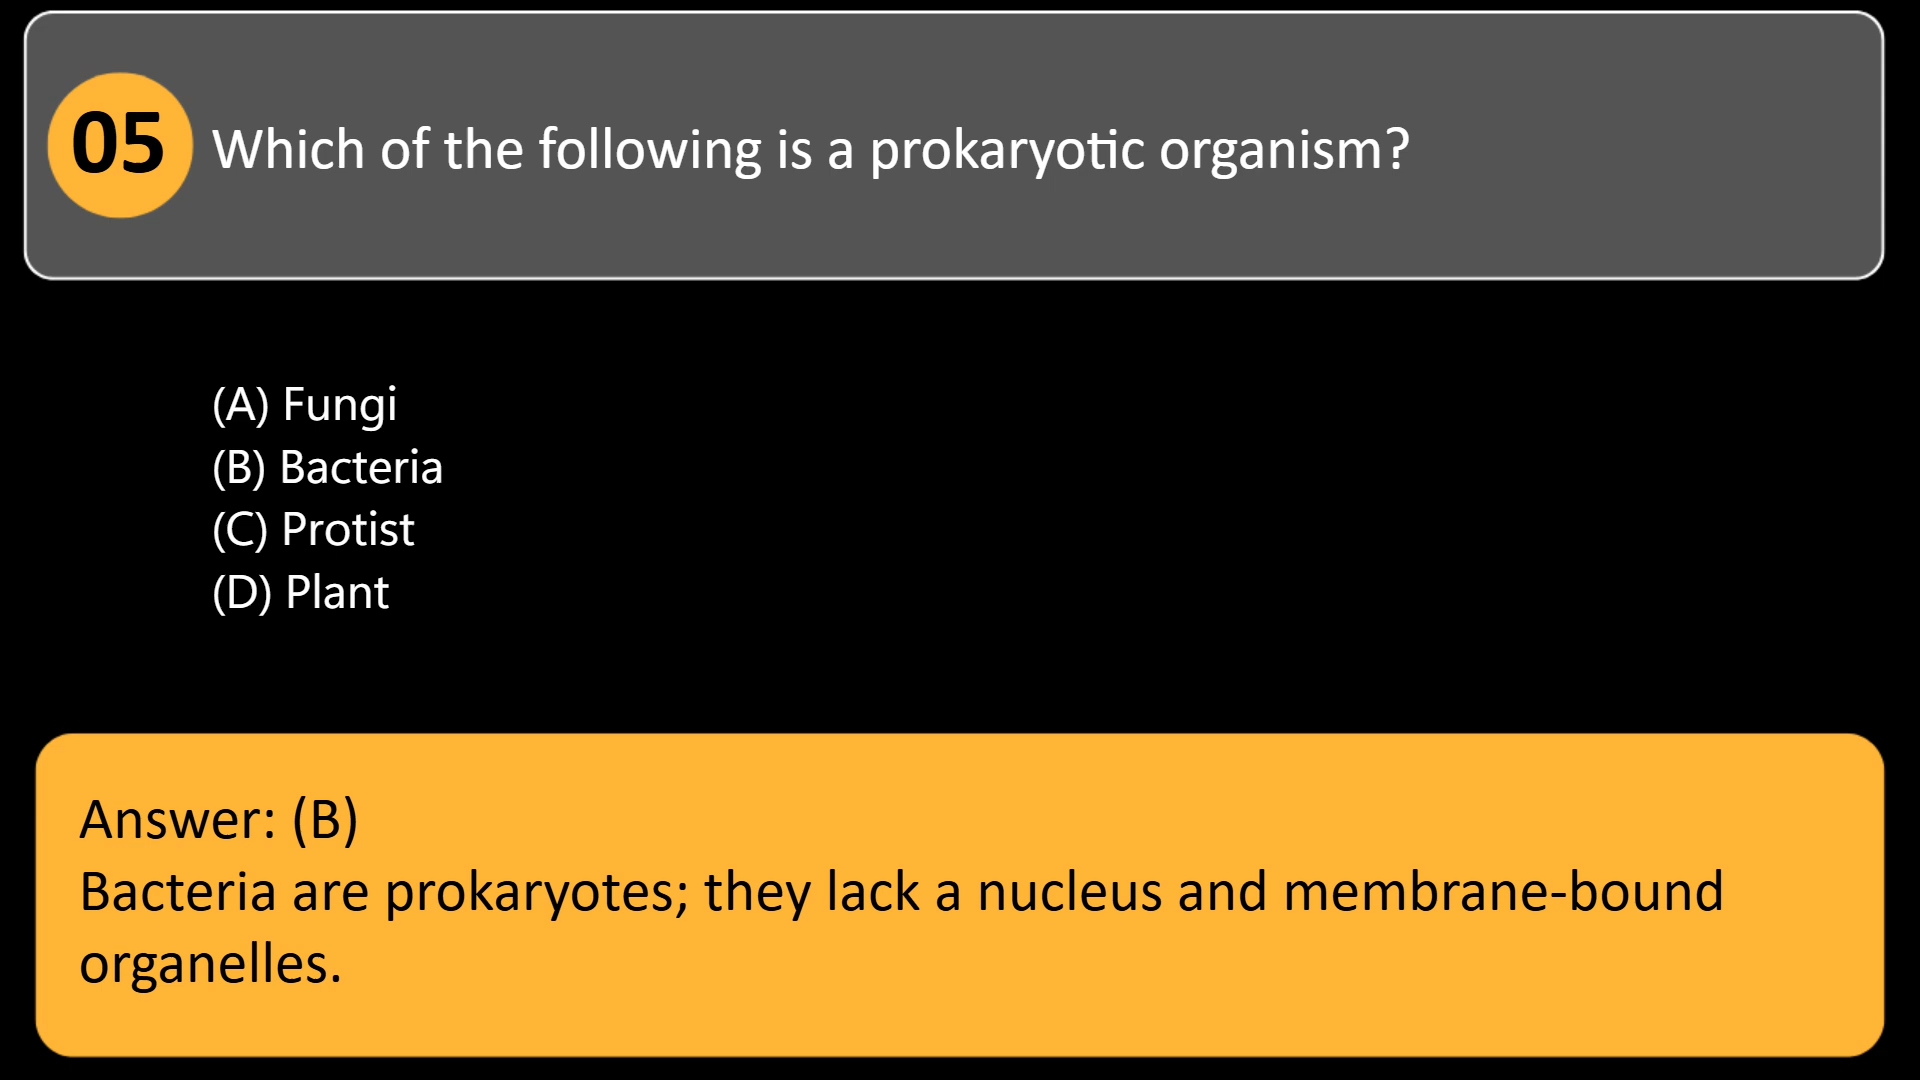 05
Which of the following is a prokaryotic organism?
(A) Fungi
(B) Bacteria
(C) Protist
(D) Plant
Answer: (B)
Bacteria are prokaryotes; they lack a nucleus and membrane-bound
organelles.